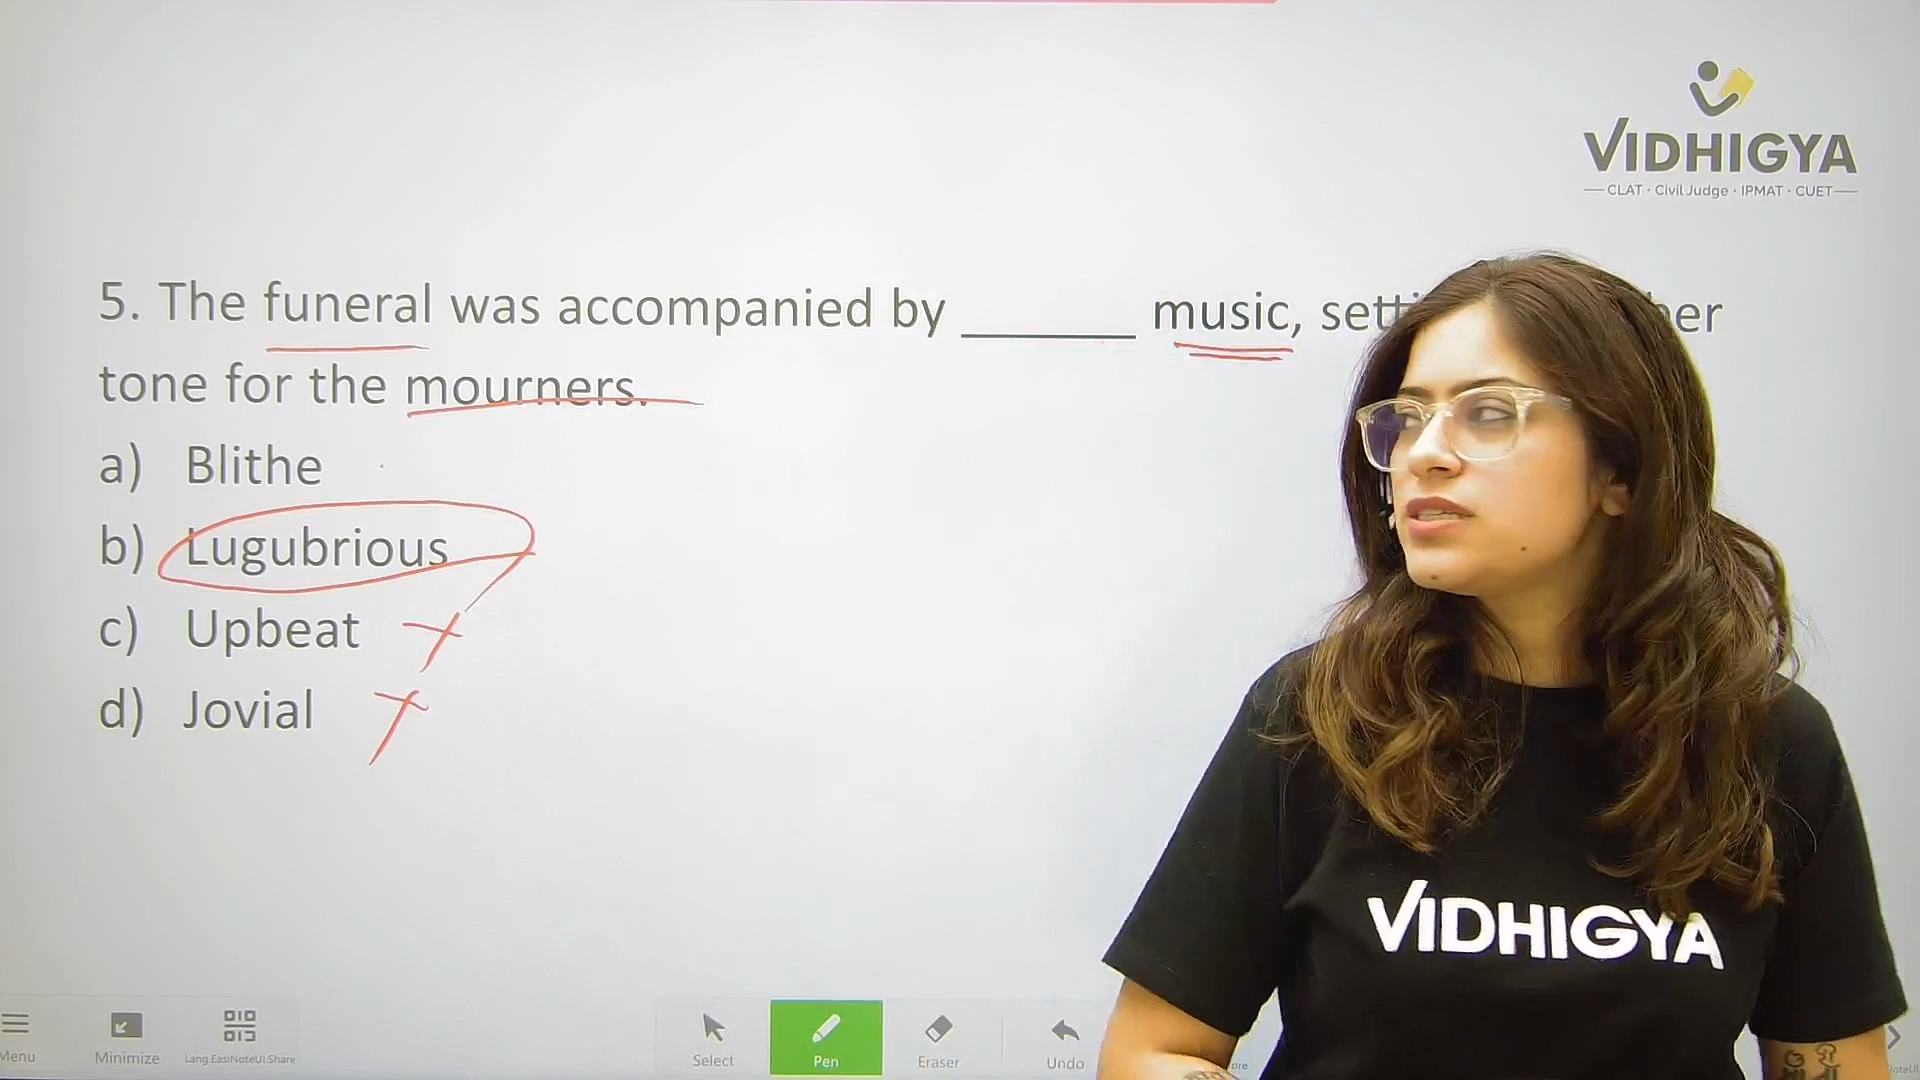 VIDHIGYA
CLAT · Civil Judge · IPMAT · CUET
5. The funeral was accompanied by ______ music,
tone for the mourners.
a) Blithe
b) Lugubrious
c) Upbeat
d) Jovial
VIDHIGYA
Menu
Minimize
Lang.EasiNoteUI.Share
Select
Pen
Eraser
Undo